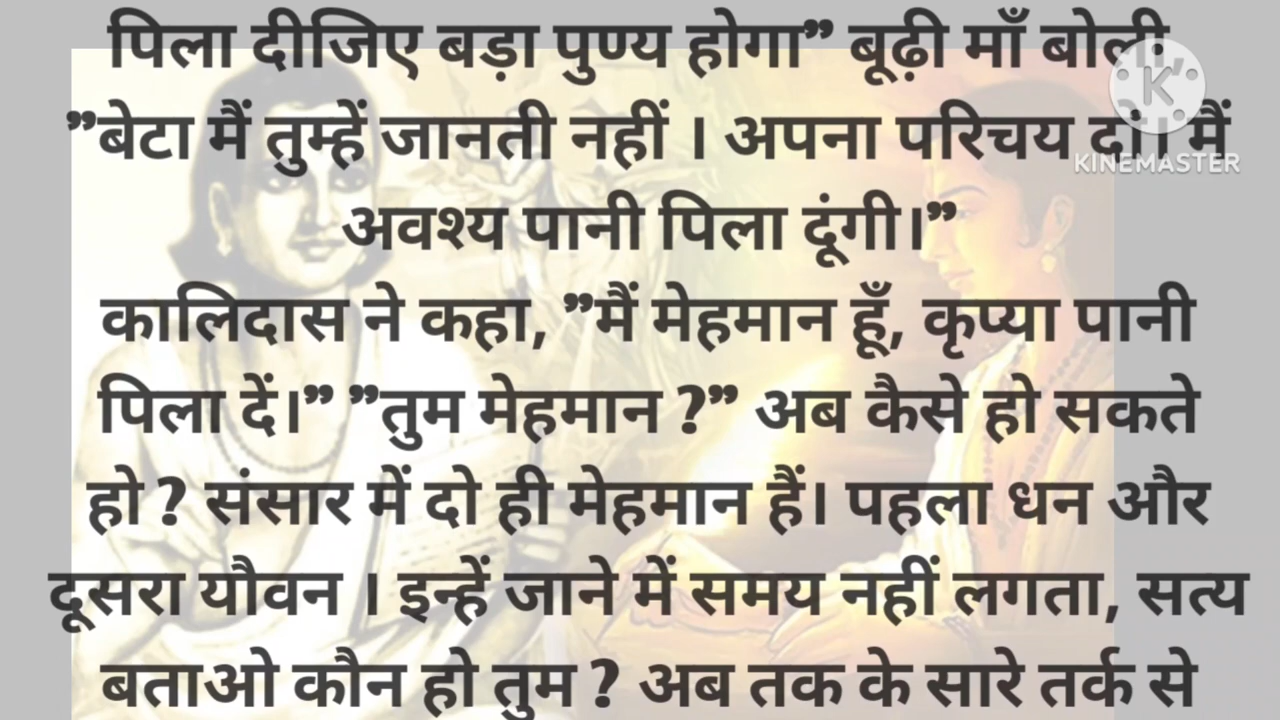 पिला दीजिए बड़ा पुण्य होगा” बूढ़ी माँ बोली,
”बेटा मैं तुम्हें जानती नहीं । अपना परिचय दो। मैं
KINEMASTER
अवश्य पानी पिला दूंगी।”
कालिदास ने कहा, ”मैं मेहमान हूँ, कृप्या पानी
पिला दें।” ”तुम मेहमान ?” अब कैसे हो सकते
हो ? संसार में दो ही मेहमान हैं। पहला धन और
दूसरा यौवन । इन्हें जाने में समय नहीं लगता, सत्य
बताओ कौन हो तुम ? अब तक के सारे तर्क से